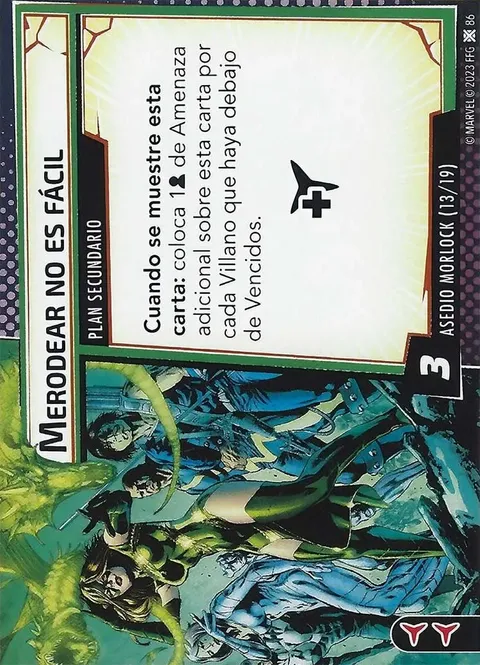 MERODEAR NO ES FÁCIL
PLAN SECUNDARIO
Cuando se muestre esta
carta: coloca 1 de Amenaza
adicional sobre esta carta por
cada Villano que haya debajo
de Vencidos.
3
ASEDIO MORLOCK (13/19)
© MARVEL © 2023 FFG 86